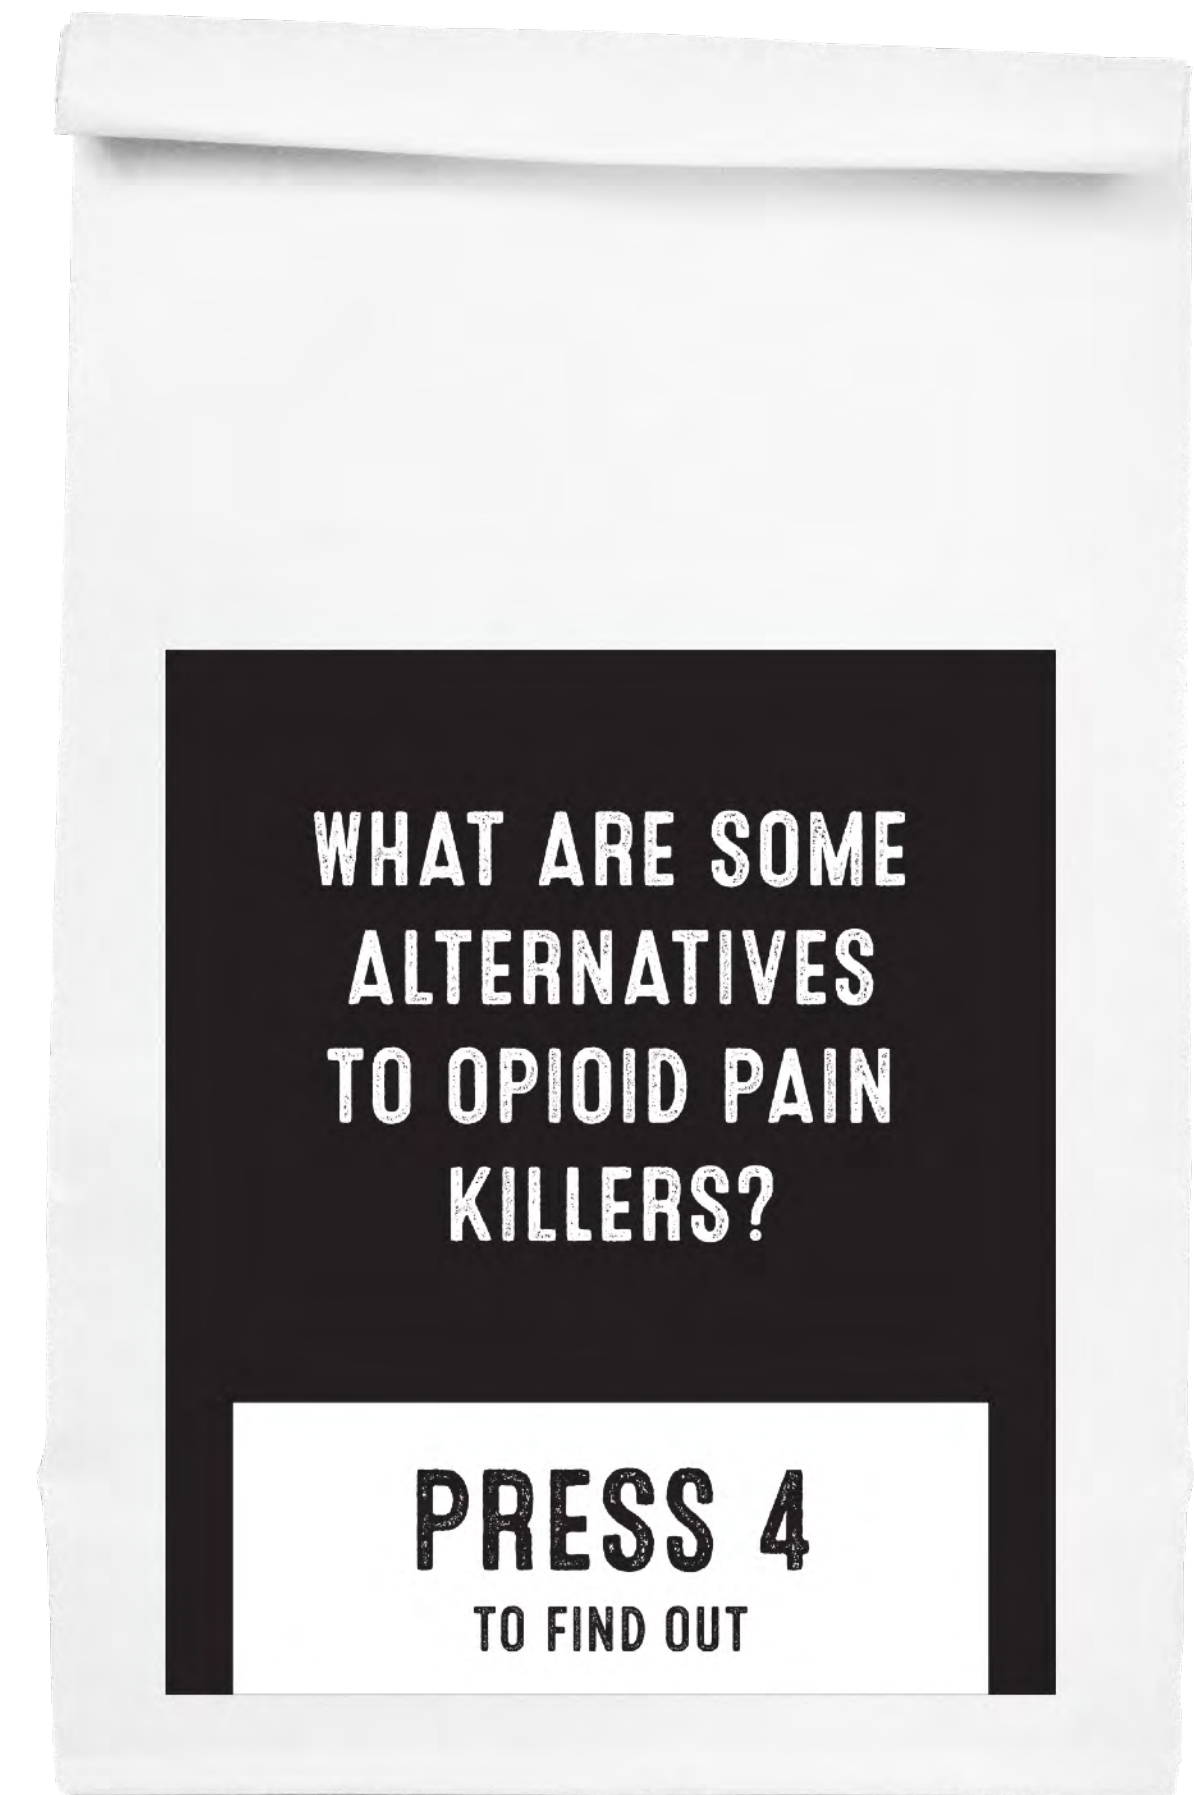 WHAT ARE SOME
ALTERNATIVES
TO OPIOID PAIN
KILLERS?
PRESS 4
TO FIND OUT